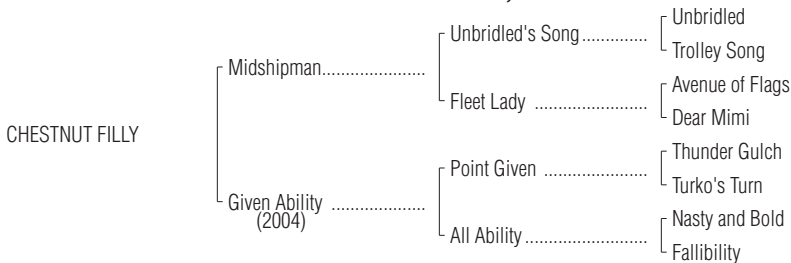 Unbridled
Unbridled's Song..............
Trolley Song
Midshipman......................
Avenue of Flags
Fleet Lady ........................
Dear Mimi
CHESTNUT FILLY
Thunder Gulch
Point Given ......................
Turko's Turn
Given Ability ....................
(2004)
Nasty and Bold
All Ability..........................
Fallibility